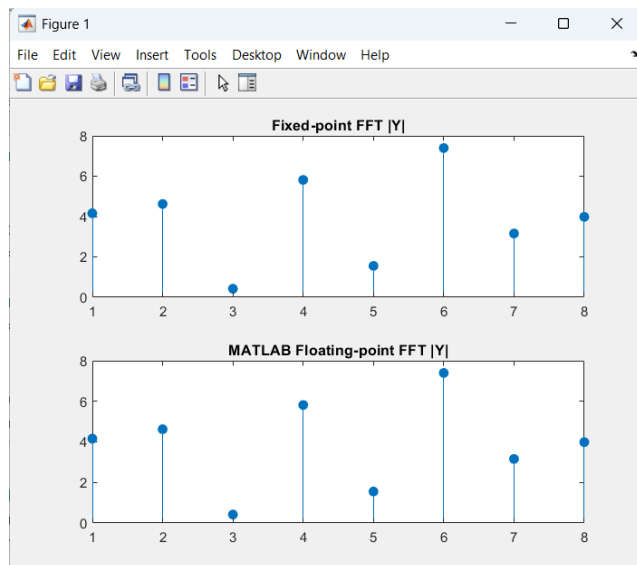 Figure 1
File Edit View Insert Tools Desktop Window Help
Fixed-point FFT |Y|
8
6
4
2
0
1 2 3 4 5 6 7 8
MATLAB Floating-point FFT |Y|
8
6
4
2
0
1 2 3 4 5 6 7 8